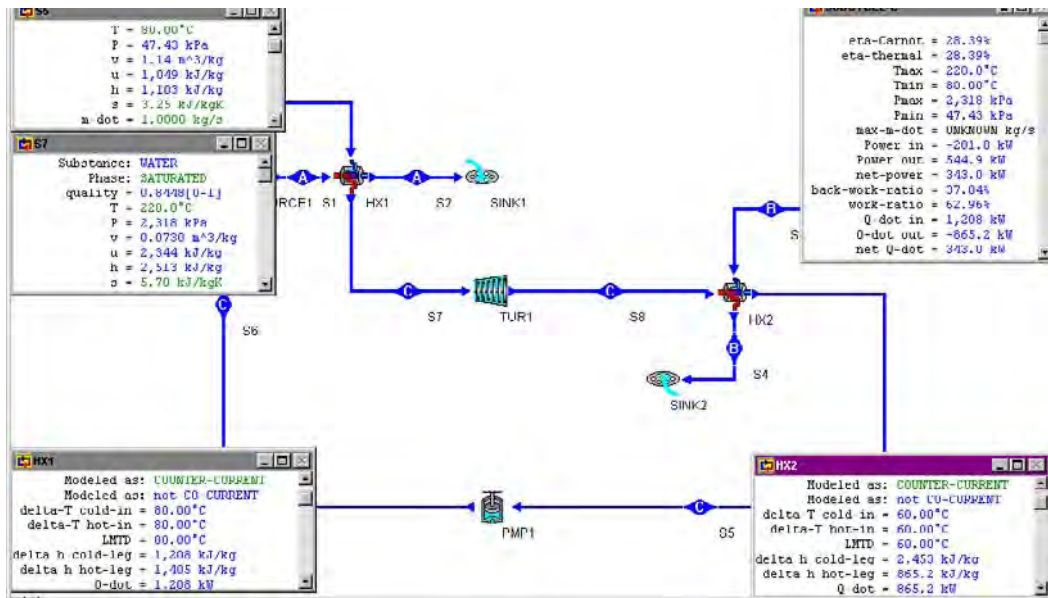 S6
T = 80.00°C
P = 47.43 kPa
v = 1.14 m^3/kg
u = 1,049 kJ/kg
h = 1,103 kJ/kg
s = 3.25 kJ/kgK
m-dot = 1.0000 kg/s
S7
Substance: WATER
Phase: SATURATED
quality = 0.8448[0-1]
T = 220.0°C
P = 2,318 kPa
v = 0.0730 m^3/kg
u = 2,344 kJ/kg
h = 2,513 kJ/kg
s = 5.70 kJ/kgK
eta-Carnot = 28.39%
eta-thermal = 28.39%
Tmax = 220.0°C
Tmin = 80.00°C
Pmax = 2,318 kPa
Pmin = 47.43 kPa
max-m-dot = UNKNOWN kg/s
Power in = -201.8 kW
Power out = 544.9 kW
net-power = 343.0 kW
back-work-ratio = 37.04%
work-ratio = 62.96%
Q-dot in = 1,208 kW
Q-dot out = -865.2 kW
net Q-dot = 343.0 kW
A
A
URCE1 S1 HX1 S2 SINK1
B
S
C
C
S7 TUR1 S8 HX2
C
S6
B
S4
SINK2
HX1
Modeled as: COUNTER-CURRENT
Modeled as: not CO-CURRENT
delta-T cold-in = 80.00°C
delta-T hot-in = 80.00°C
LMTD = 80.00°C
delta h cold-leg = 1,208 kJ/kg
delta h hot-leg = 1,405 kJ/kg
Q-dot = 1,208 kW
PMP1
C
S5
HX2
Modeled as: COUNTER-CURRENT
Modeled as: not CO-CURRENT
delta T cold-in = 60.00°C
delta-T hot-in = 60.00°C
LMTD = 60.00°C
delta h cold-leg = 2,453 kJ/kg
delta h hot-leg = 865.2 kJ/kg
Q dot = 865.2 kW